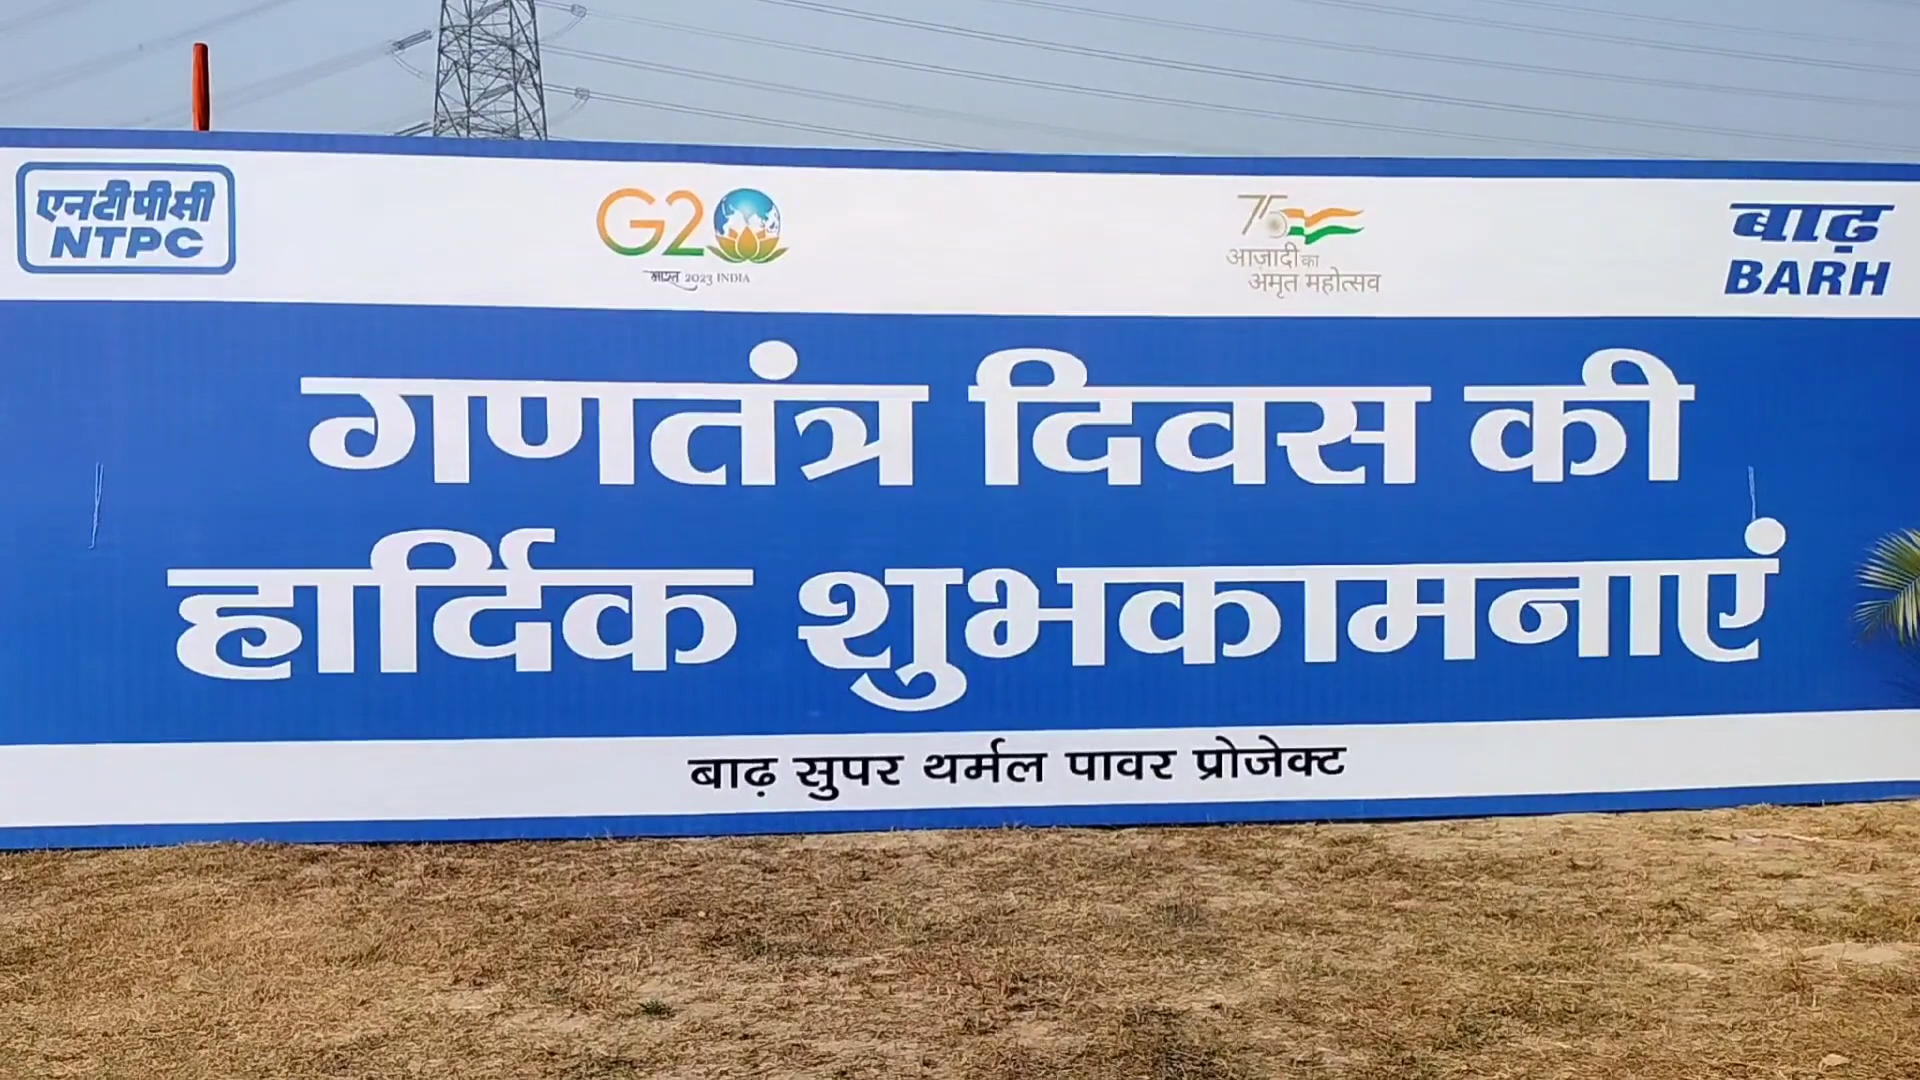 एनटीपीसी
NTPC
G20
भारत 2023 INDIA
75
आज़ादी का
अमृत महोत्सव
बाढ़
BARH
गणतंत्र दिवस की
हार्दिक शुभकामनाएं
बाढ़ सुपर थर्मल पावर प्रोजेक्ट